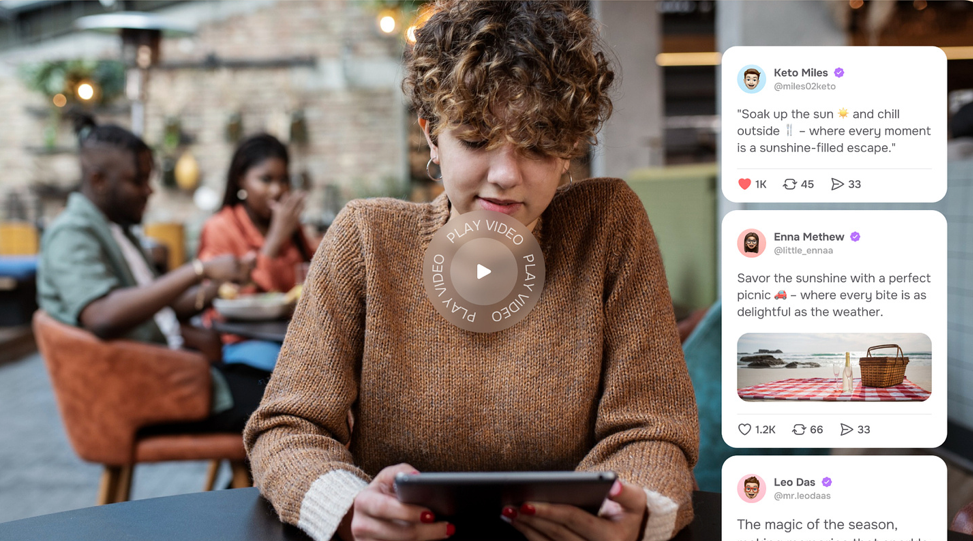 PLAY VIDEO
PLAY VIDEO
PLAY VIDEO
Keto Miles
@miles02keto
"Soak up the sun ☀️ and chill
outside 🍴 – where every moment
is a sunshine-filled escape."
1K 45 33
Enna Methew
@little_ennaa
Savor the sunshine with a perfect
picnic 🚗 – where every bite is as
delightful as the weather.
1.2K 66 33
Leo Das
@mr.leodaas
The magic of the season,